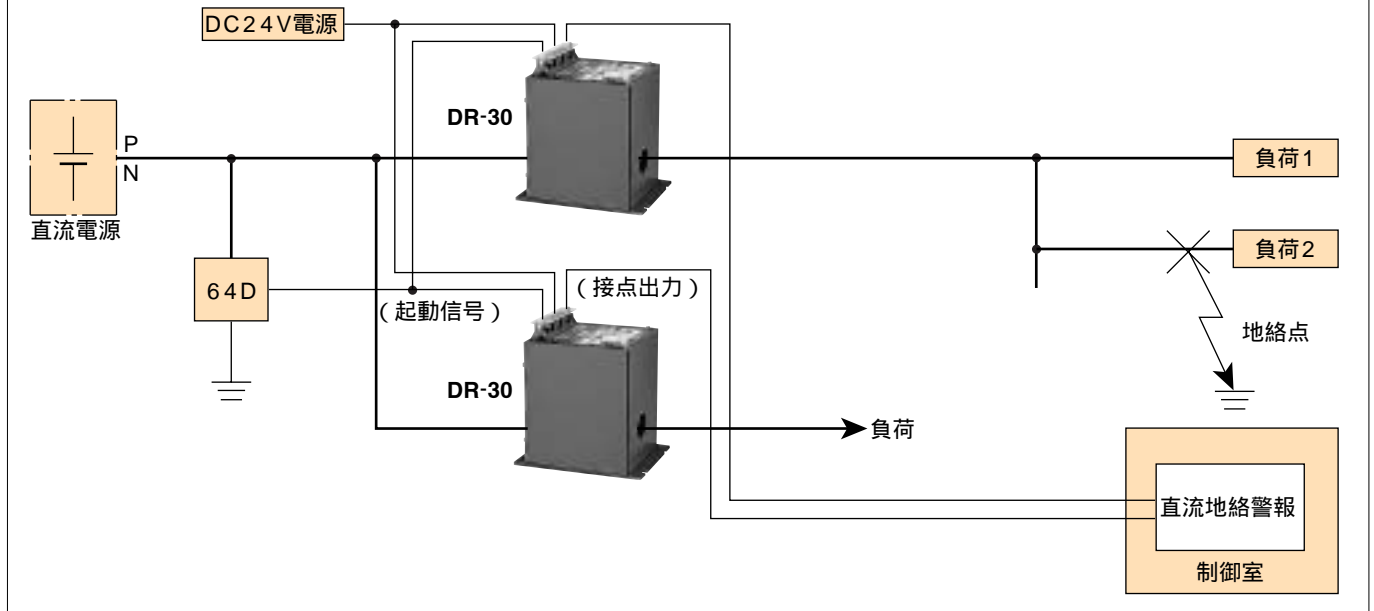 DC24V電源
DR-30
P
N
負荷1
直流電源
負荷2
64D
(起動信号)
(接点出力)
地絡点
DR-30
負荷
直流地絡警報
制御室